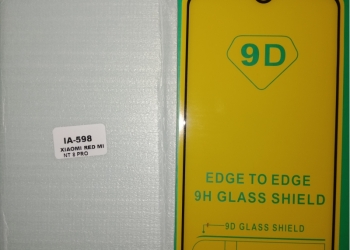 IA-598
XIAOMI RED MI
NT 8 PRO
9D
EDGE TO EDGE
9H GLASS SHIELD
9D GLASS SHIELD